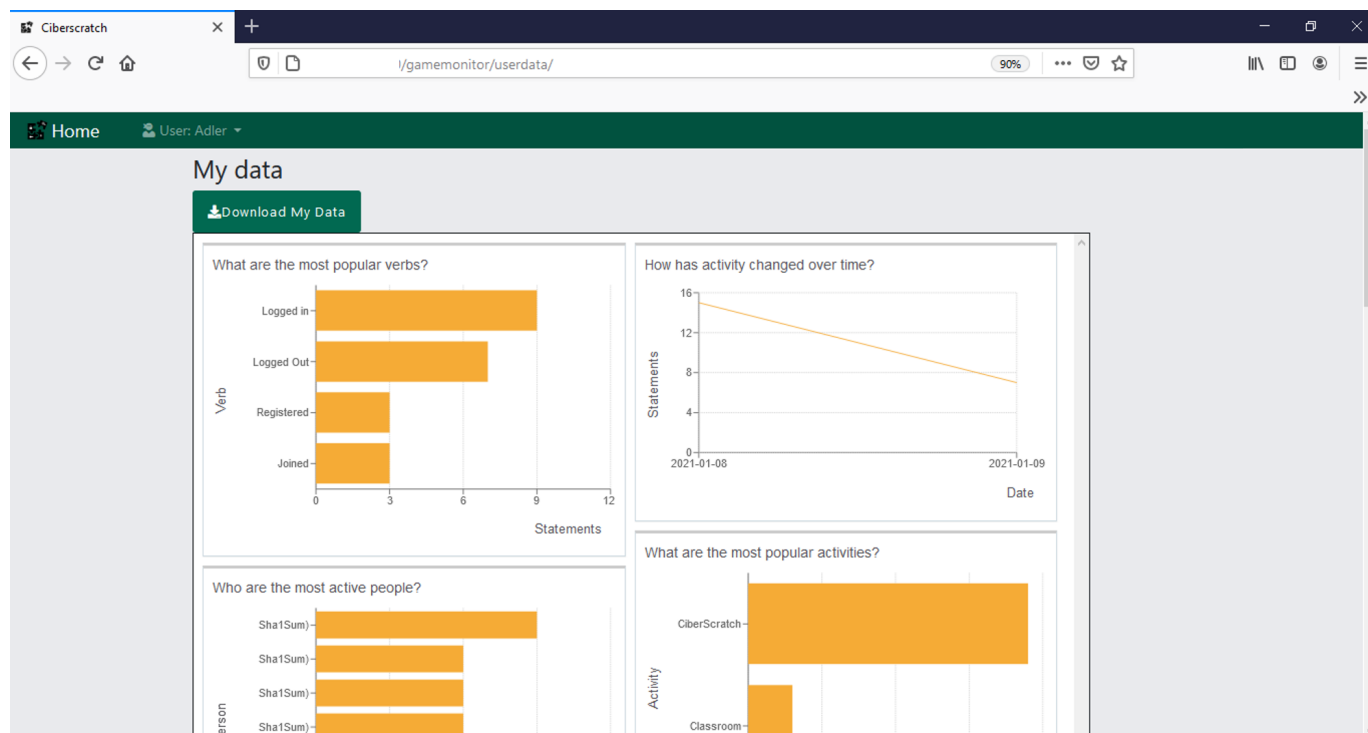 Ciberscratch
/gamemonitor/userdata/
90%
Home
User: Adler
My data
Download My Data
What are the most popular verbs?
Verb
Logged in
Logged Out
Registered
Joined
0 3 6 9 12
Statements
How has activity changed over time?
Statements
16
12
8
4
0
2021-01-08 2021-01-09
Date
Who are the most active people?
Sha1Sum)
Sha1Sum)
Sha1Sum)
Sha1Sum)
erson
What are the most popular activities?
Activity
CiberScratch
Classroom